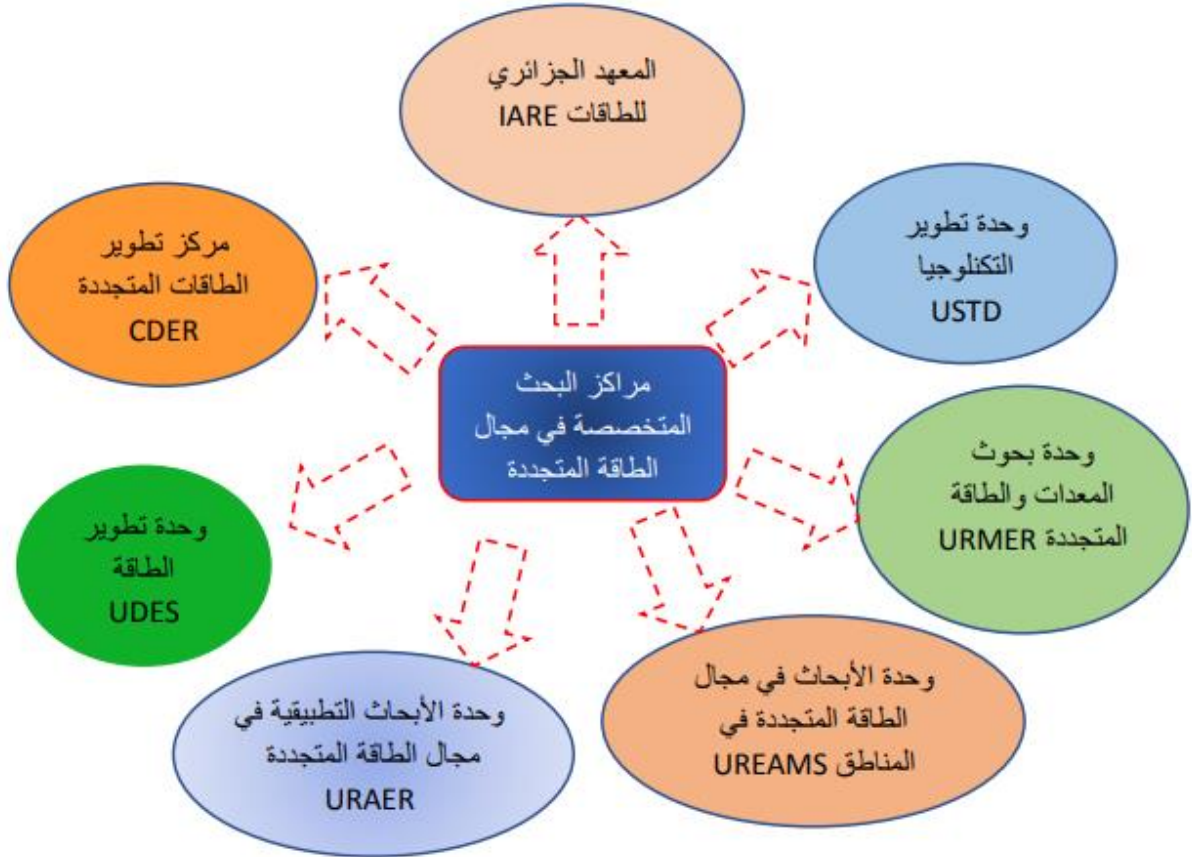 المعهد الجزائري
للطاقات IARE
وحدة تطوير
التكنلوجيا
USTD
مركز تطوير
الطاقات المتجددة
CDER
مراكز البحث
المتخصصة في مجال
الطاقة المتجددة
وحدة بحوث
المعدات والطاقة
المتجددة URMER
وحدة تطوير
الطاقة
UDES
وحدة الأبحاث في مجال
الطاقة المتجددة في
المناطق UREAMS
وحدة الأبحاث التطبيقية في
مجال الطاقة المتجددة
URAER